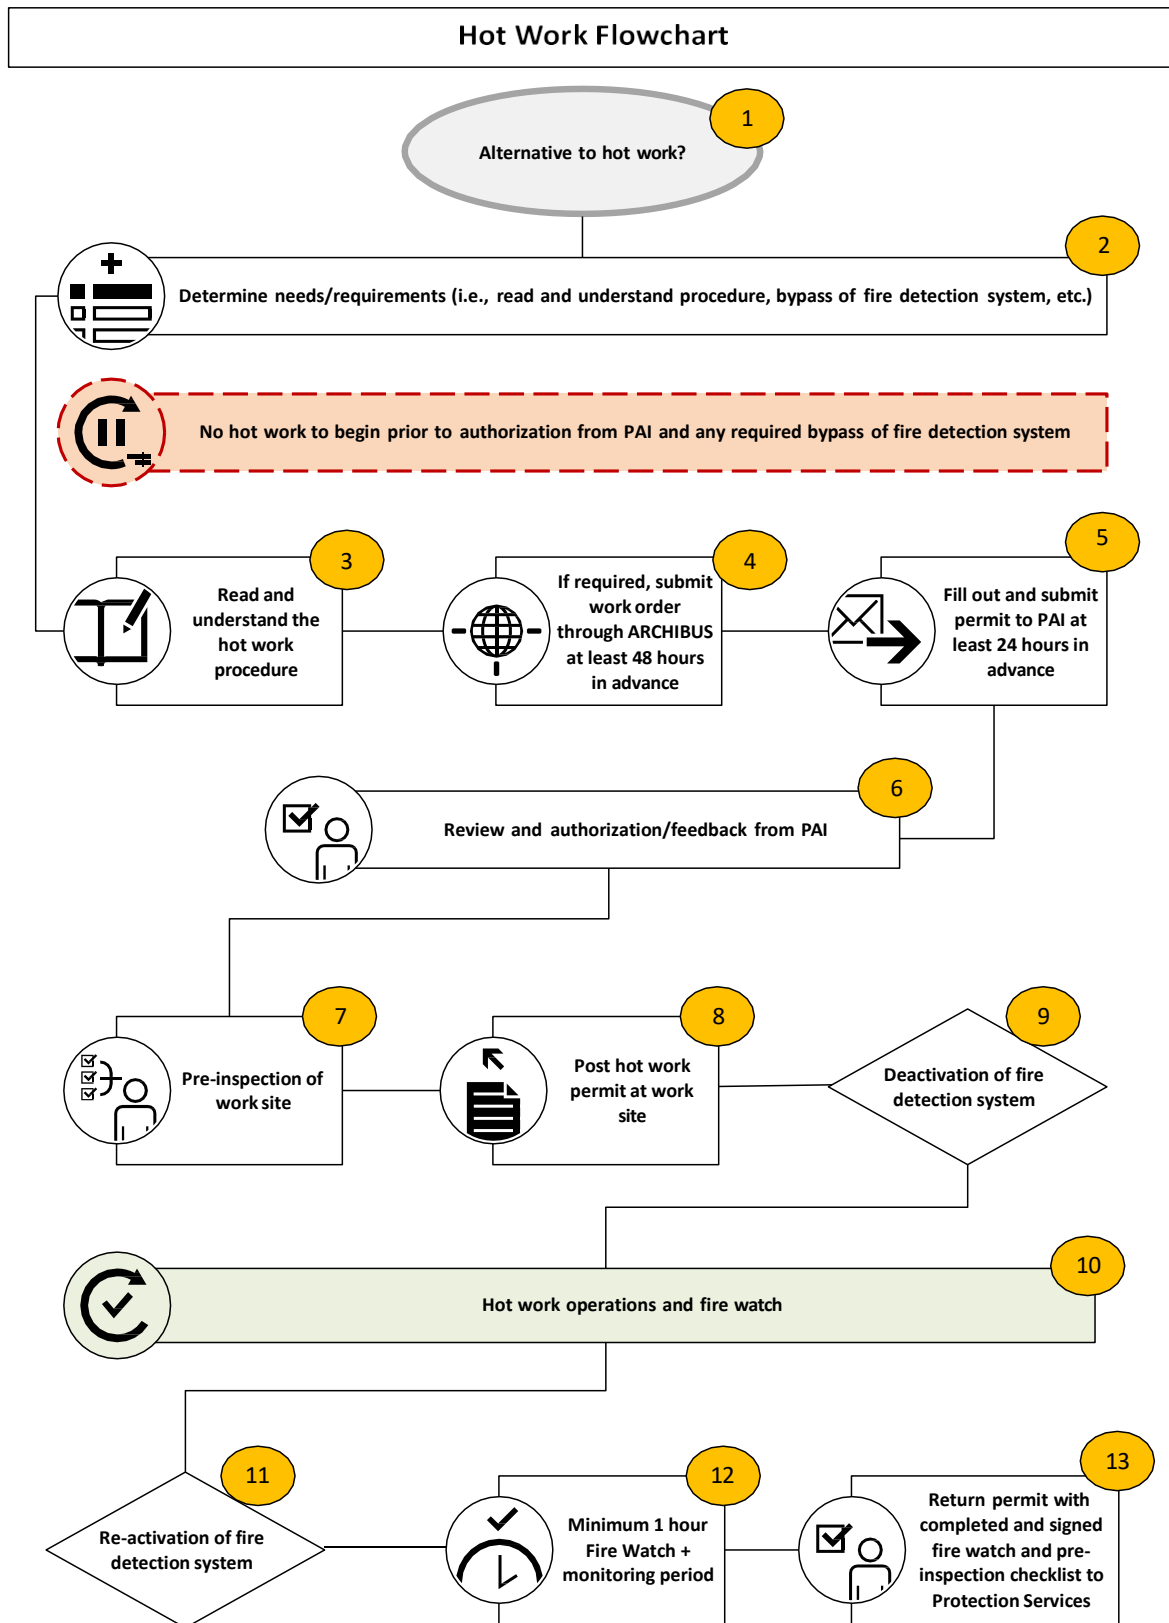 Hot Work Flowchart
1
Alternative to hot work?
2
Determine needs/requirements (i.e., read and understand procedure, bypass of fire detection system, etc.)
No hot work to begin prior to authorization from PAI and any required bypass of fire detection system
3
Read and
understand the
hot work
procedure
4
If required, submit
work order
through ARCHIBUS
at least 48 hours
in advance
5
Fill out and submit
permit to PAI at
least 24 hours in
advance
6
Review and authorization/feedback from PAI
7
Pre-inspection of
work site
8
Post hot work
permit at work
site
9
Deactivation of fire
detection system
10
Hot work operations and fire watch
11
Re-activation of fire
detection system
12
Minimum 1 hour
Fire Watch +
monitoring period
13
Return permit with
completed and signed
fire watch and pre-
inspection checklist to
Protection Services